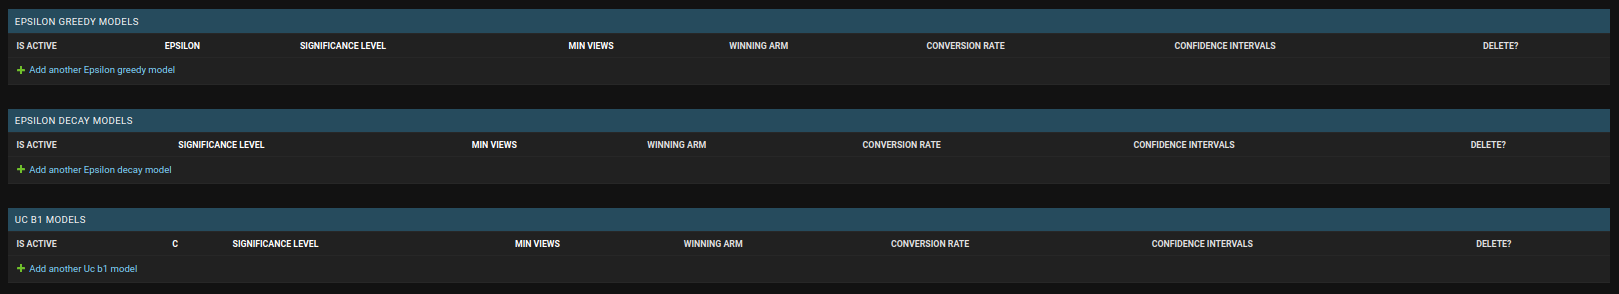 EPSILON GREEDY MODELS
IS ACTIVE EPSILON SIGNIFICANCE LEVEL MIN VIEWS WINNING ARM CONVERSION RATE CONFIDENCE INTERVALS DELETE?
Add another Epsilon greedy model
EPSILON DECAY MODELS
IS ACTIVE SIGNIFICANCE LEVEL MIN VIEWS WINNING ARM CONVERSION RATE CONFIDENCE INTERVALS DELETE?
Add another Epsilon decay model
UC B1 MODELS
IS ACTIVE C SIGNIFICANCE LEVEL MIN VIEWS WINNING ARM CONVERSION RATE CONFIDENCE INTERVALS DELETE?
Add another Uc b1 model